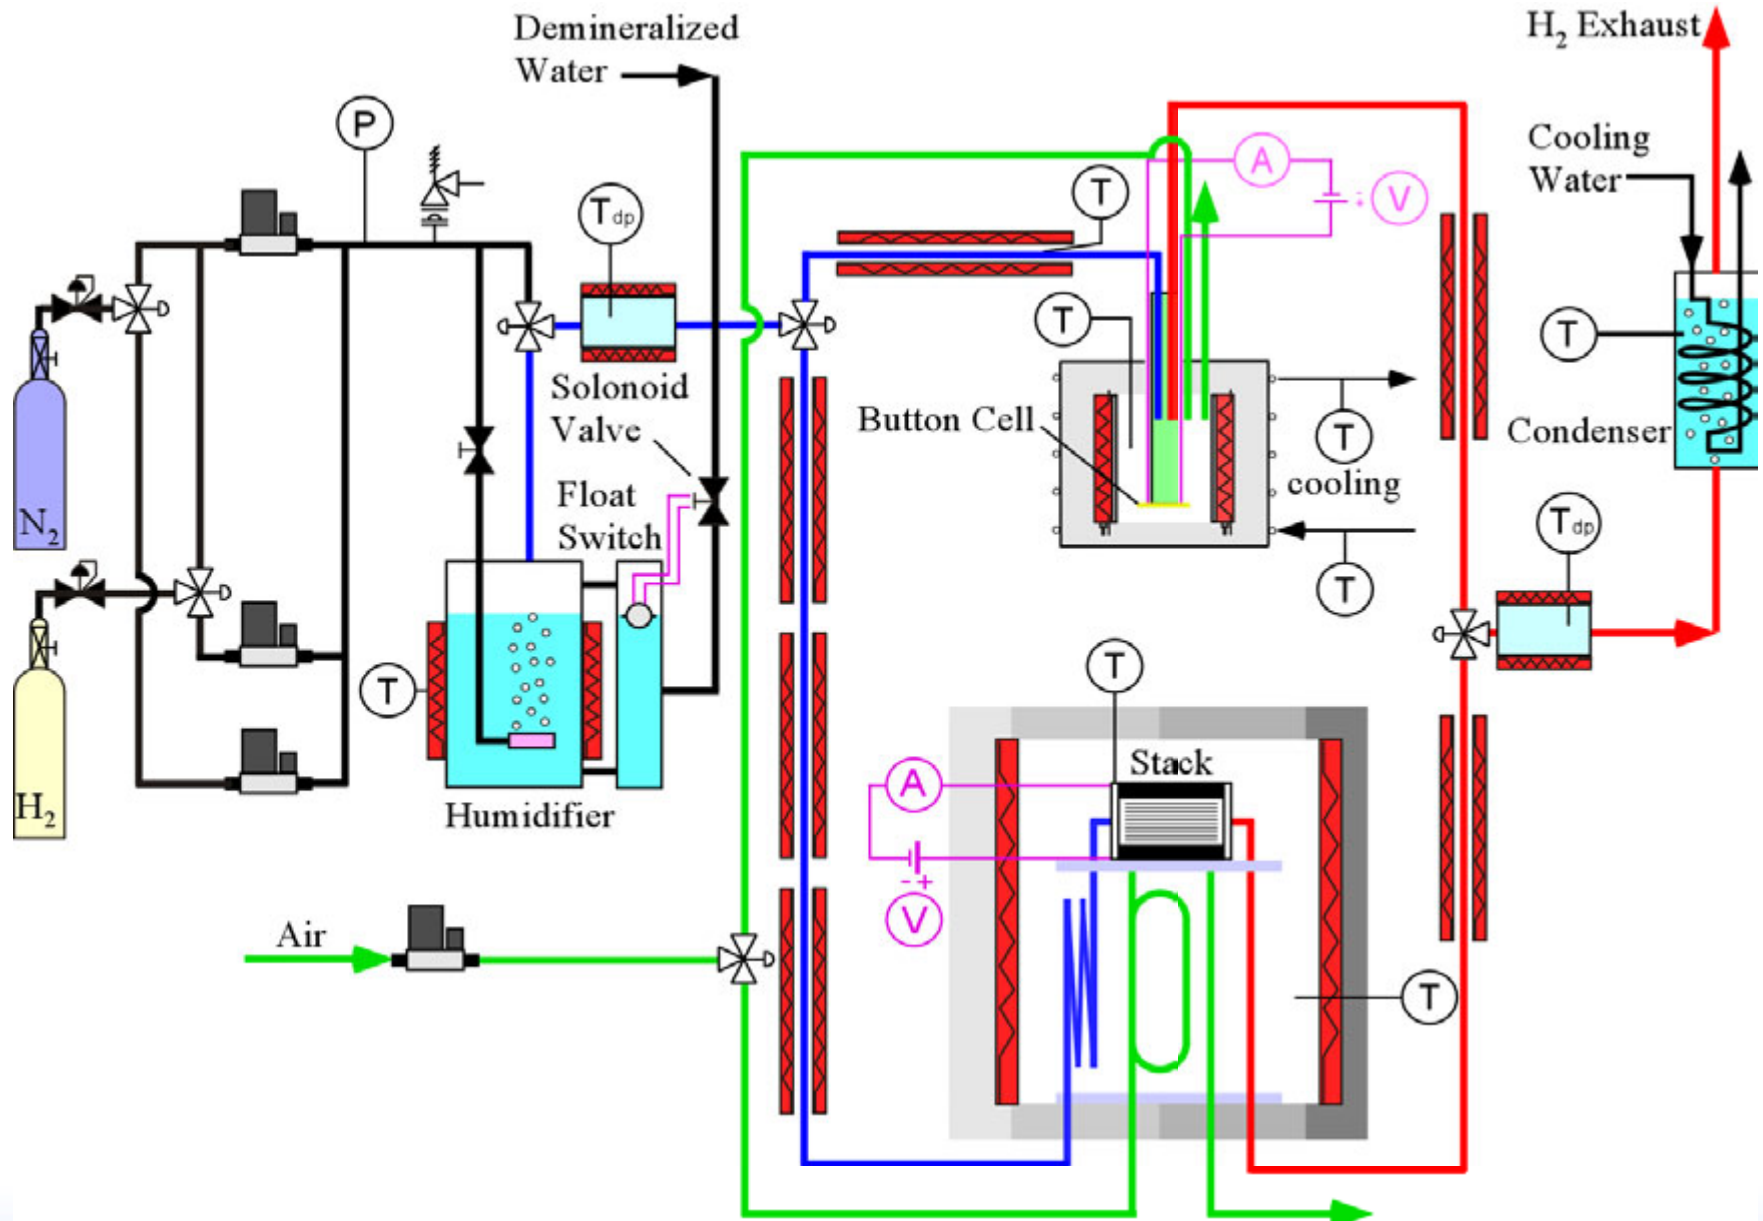 Demineralized
Water
H2 Exhaust
Cooling
Water
P
Tdp
T
A
V
- +
T
T
Solonoid
Valve
Button Cell
T
Condenser
cooling
N2
Float
Switch
Tdp
T
T
T
H2
Humidifier
Stack
A
- +
V
Air
T